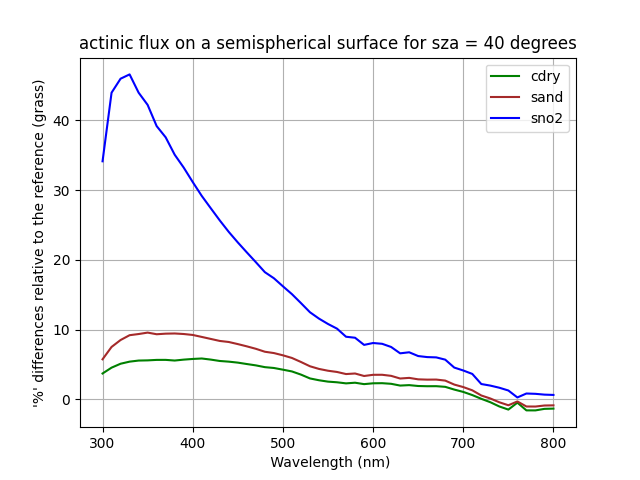 actinic flux on a semispherical surface for sza = 40 degrees
'%' differences relative to the reference (grass)
40
30
20
10
0
cdry
sand
sno2
300 400 500 600 700 800
Wavelength (nm)